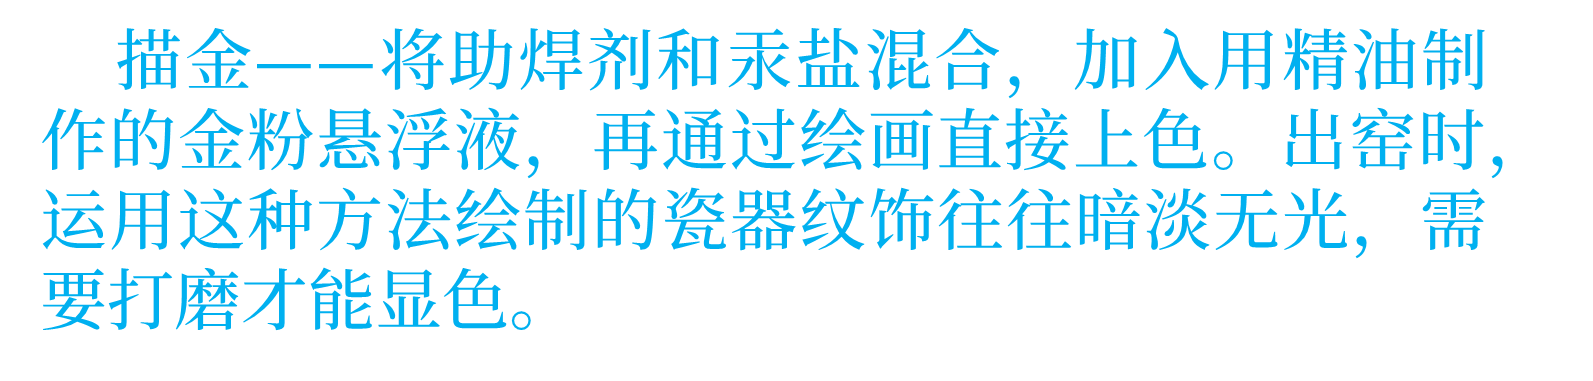 描金——将助焊剂和汞盐混合，加入用精油制
作的金粉悬浮液，再通过绘画直接上色。出窑时，
运用这种方法绘制的瓷器纹饰往往暗淡无光，需
要打磨才能显色。